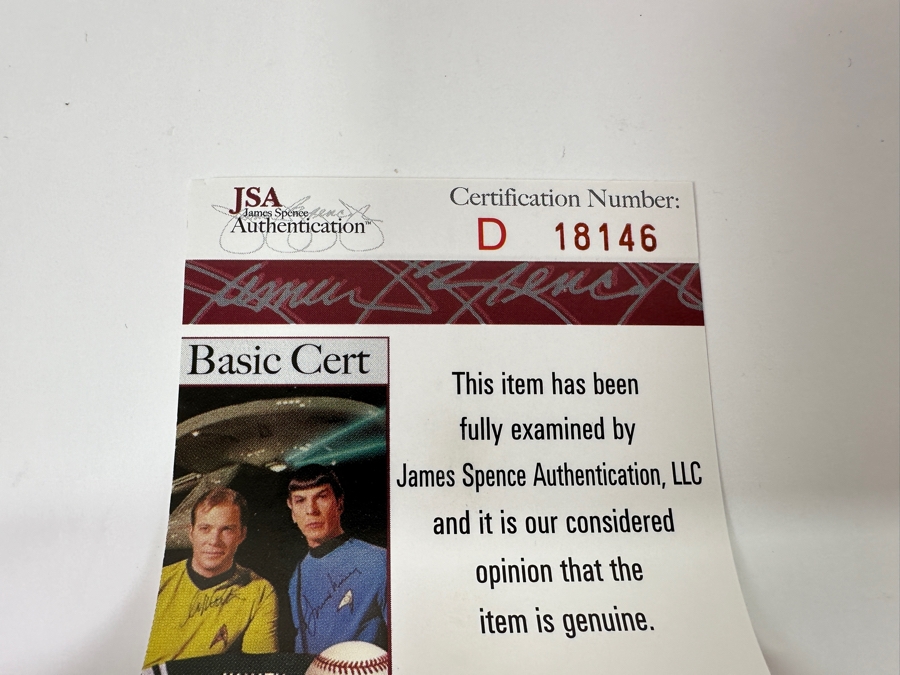 JSA
James Spence
Authentication™
Certification Number:
D 18146
Basic Cert
This item has been
fully examined by
James Spence Authentication, LLC
and it is our considered
opinion that the
item is genuine.